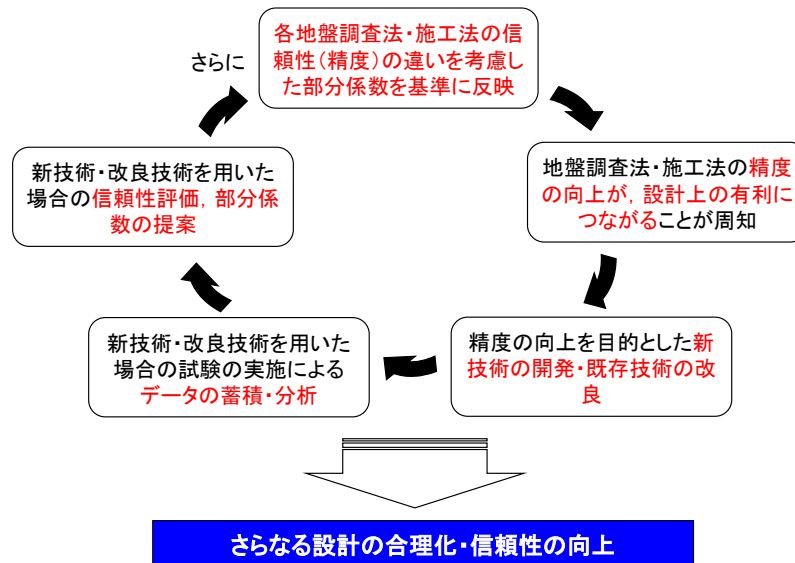 さらに
各地盤調査法・施工法の信
頼性(精度)の違いを考慮し
た部分係数を基準に反映
地盤調査法・施工法の精度
の向上が，設計上の有利に
つながることが周知
精度の向上を目的とした新
技術の開発・既存技術の改
良
新技術・改良技術を用いた
場合の試験の実施による
データの蓄積・分析
新技術・改良技術を用いた
場合の信頼性評価，部分係
数の提案
さらなる設計の合理化・信頼性の向上